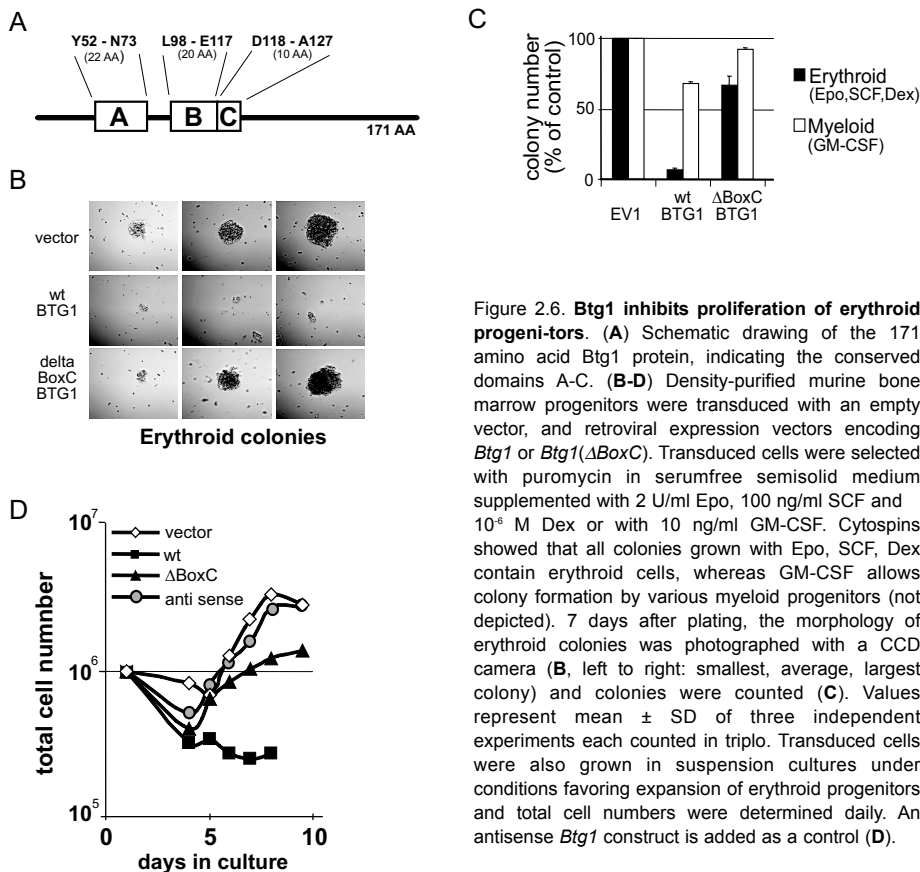 A
Y52 - N73 L98 - E117 D118 - A127
(22 AA) (20 AA) (10 AA)
A B C
171 AA
B
vector
wt
BTG1
delta
BoxC
BTG1
Erythroid colonies
C
colony number
(% of control)
100
50
0
EV1
wt
BTG1
ΔBoxC
BTG1
Erythroid
(Epo,SCF,Dex)
Myeloid
(GM-CSF)
D
total cell numnber
10⁷
10⁶
10⁵
vector
wt
ΔBoxC
anti sense
0 5 10
days in culture
Figure 2.6. Btg1 inhibits proliferation of erythroid
progeni-tors. (A) Schematic drawing of the 171
amino acid Btg1 protein, indicating the conserved
domains A-C. (B-D) Density-purified murine bone
marrow progenitors were transduced with an empty
vector, and retroviral expression vectors encoding
Btg1 or Btg1(ΔBoxC). Transduced cells were selected
with puromycin in serumfree semisolid medium
supplemented with 2 U/ml Epo, 100 ng/ml SCF and
10⁻⁶ M Dex or with 10 ng/ml GM-CSF. Cytospins
showed that all colonies grown with Epo, SCF, Dex
contain erythroid cells, whereas GM-CSF allows
colony formation by various myeloid progenitors (not
depicted). 7 days after plating, the morphology of
erythroid colonies was photographed with a CCD
camera (B, left to right: smallest, average, largest
colony) and colonies were counted (C). Values
represent mean ± SD of three independent
experiments each counted in triplo. Transduced cells
were also grown in suspension cultures under
conditions favoring expansion of erythroid progenitors
and total cell numbers were determined daily. An
antisense Btg1 construct is added as a control (D).